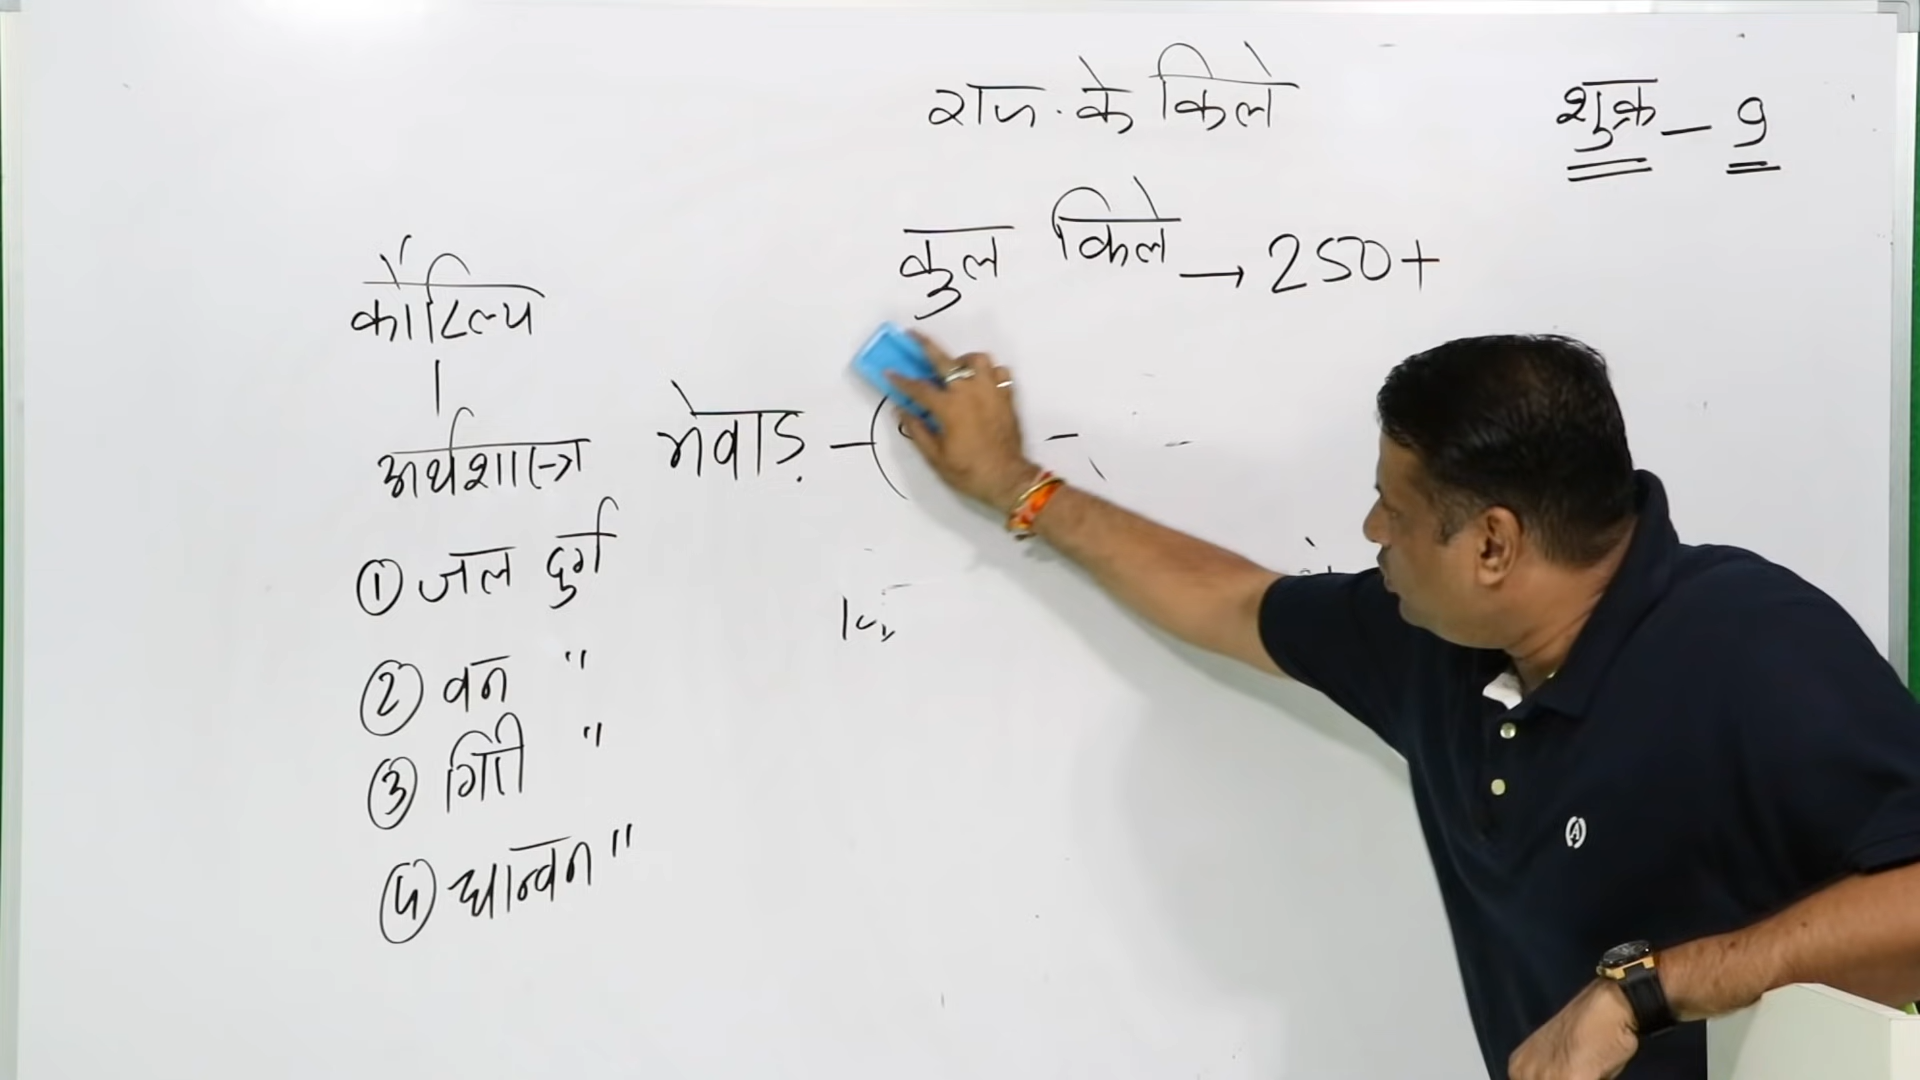 राज. के किले
शुक्र - 9
कुल किले → 250+
कौटिल्य
अर्थशास्त्र
मेवाड़ - (
① जल दुर्ग
② वन "
③ गिरी "
④ धान्वन "